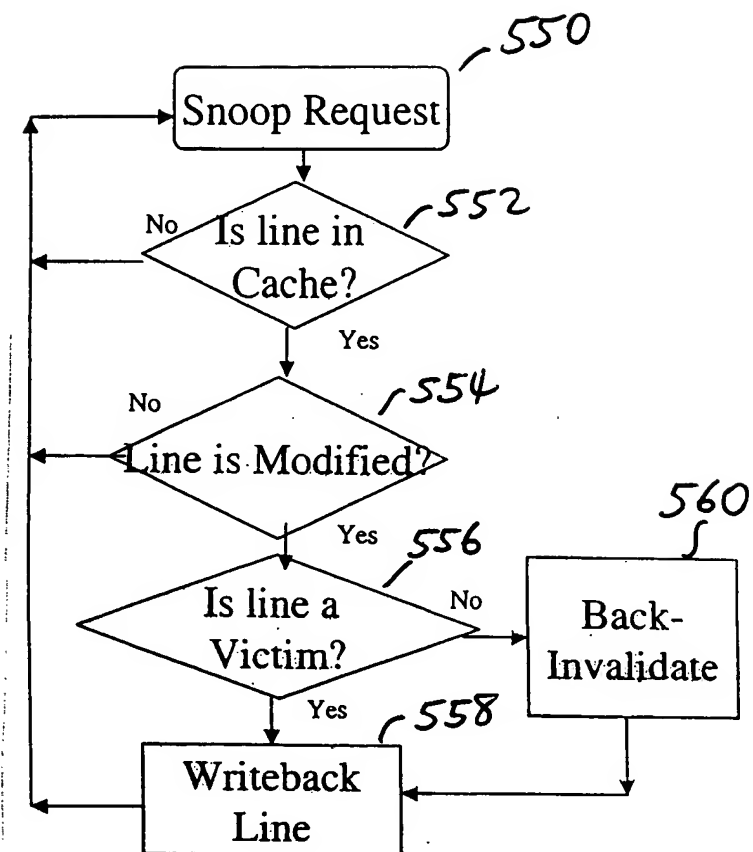 550
Snoop Request
552
No
Is line in
Cache?
Yes
554
No
Line is Modified?
Yes
556
560
Is line a
Victim?
No
Back-
Invalidate
Yes
558
Writeback
Line